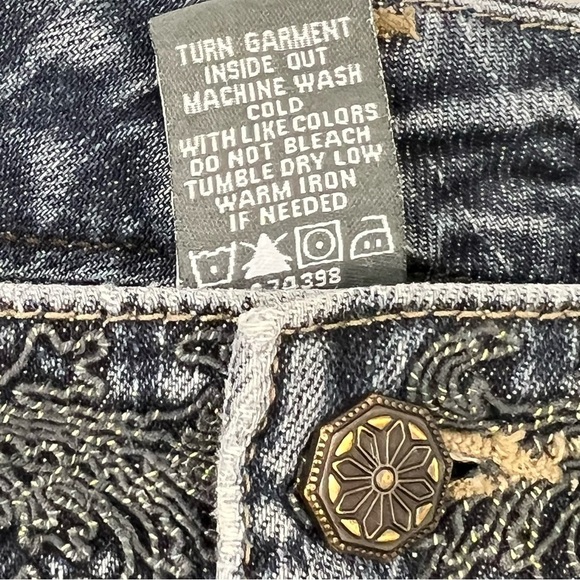 TURN GARMENT
INSIDE OUT
MACHINE WASH
COLD
WITH LIKE COLORS
DO NOT BLEACH
TUMBLE DRY LOW
WARM IRON
IF NEEDED